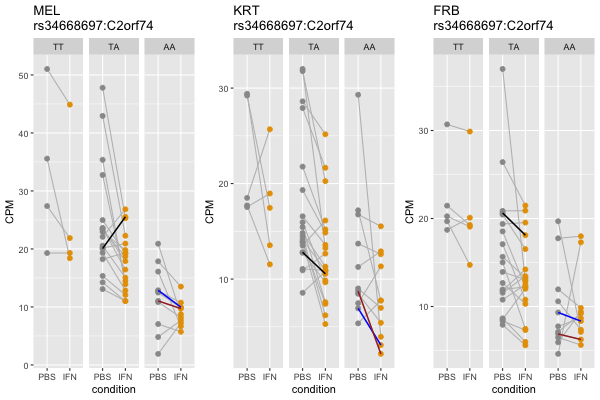 MEL
rs34668697:C2orf74
TT TA AA
CPM
50
40
30
20
10
0
PBS IFN PBS IFN PBS IFN
condition
KRT
rs34668697:C2orf74
TT TA AA
CPM
30
20
10
PBS IFN PBS IFN PBS IFN
condition
FRB
rs34668697:C2orf74
TT TA AA
CPM
30
20
10
PBS IFN PBS IFN PBS IFN
condition